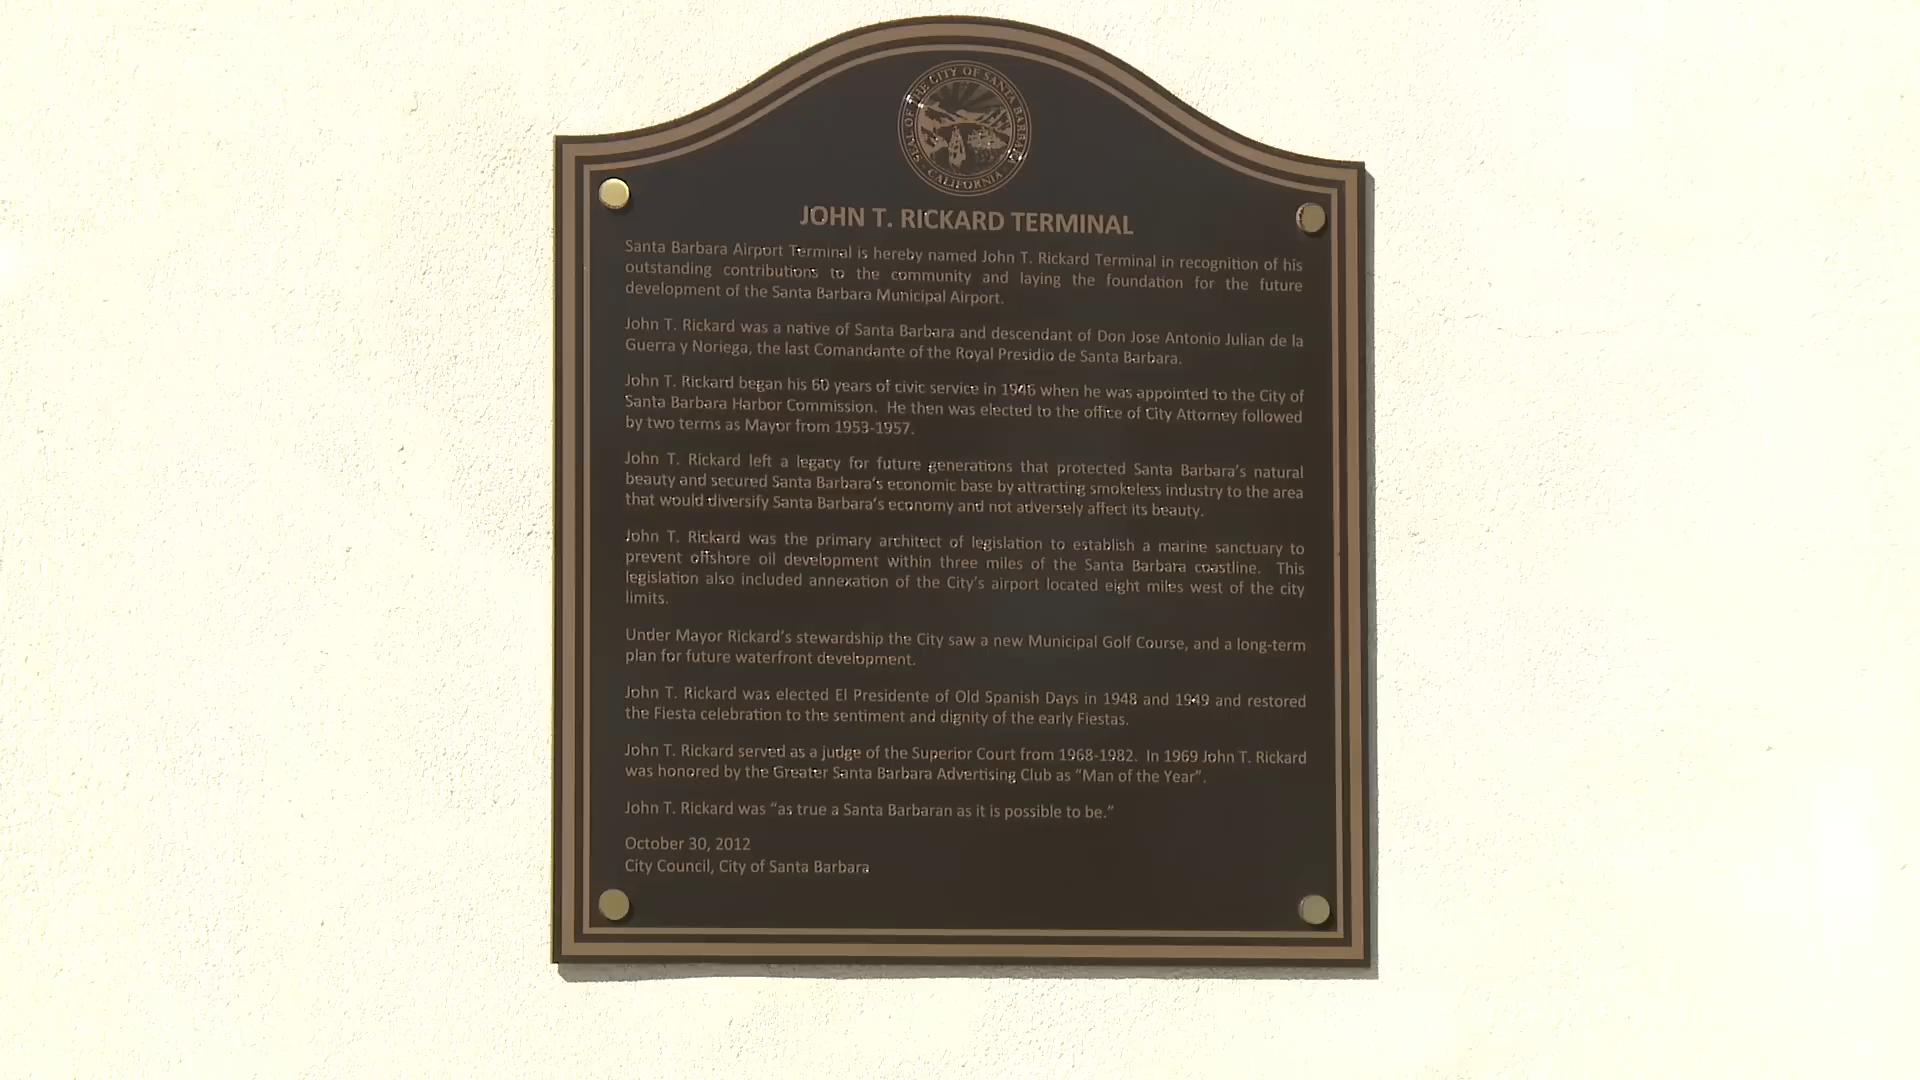 SEAL OF THE CITY OF SANTA BARBARA
CALIFORNIA
JOHN T. RICKARD TERMINAL
Santa Barbara Airport Terminal is hereby named John T. Rickard Terminal in recognition of his
outstanding contributions to the community and laying the foundation for the future
development of the Santa Barbara Municipal Airport.
John T. Rickard was a native of Santa Barbara and descendant of Don Jose Antonio Julian de la
Guerra y Noriega, the last Comandante of the Royal Presidio de Santa Barbara.
John T. Rickard began his 60 years of civic service in 1946 when he was appointed to the City of
Santa Barbara Harbor Commission. He then was elected to the office of City Attorney followed
by two terms as Mayor from 1953-1957.
John T. Rickard left a legacy for future generations that protected Santa Barbara's natural
beauty and secured Santa Barbara's economic base by attracting smokeless industry to the area
that would diversify Santa Barbara's economy and not adversely affect its beauty.
John T. Rickard was the primary architect of legislation to establish a marine sanctuary to
prevent offshore oil development within three miles of the Santa Barbara coastline. This
legislation also included annexation of the City's airport located eight miles west of the city
limits.
Under Mayor Rickard's stewardship the City saw a new Municipal Golf Course, and a long-term
plan for future waterfront development.
John T. Rickard was elected El Presidente of Old Spanish Days in 1948 and 1949 and restored
the Fiesta celebration to the sentiment and dignity of the early Fiestas.
John T. Rickard served as a judge of the Superior Court from 1968-1982. In 1969 John T. Rickard
was honored by the Greater Santa Barbara Advertising Club as "Man of the Year".
John T. Rickard was "as true a Santa Barbaran as it is possible to be."
October 30, 2012
City Council, City of Santa Barbara